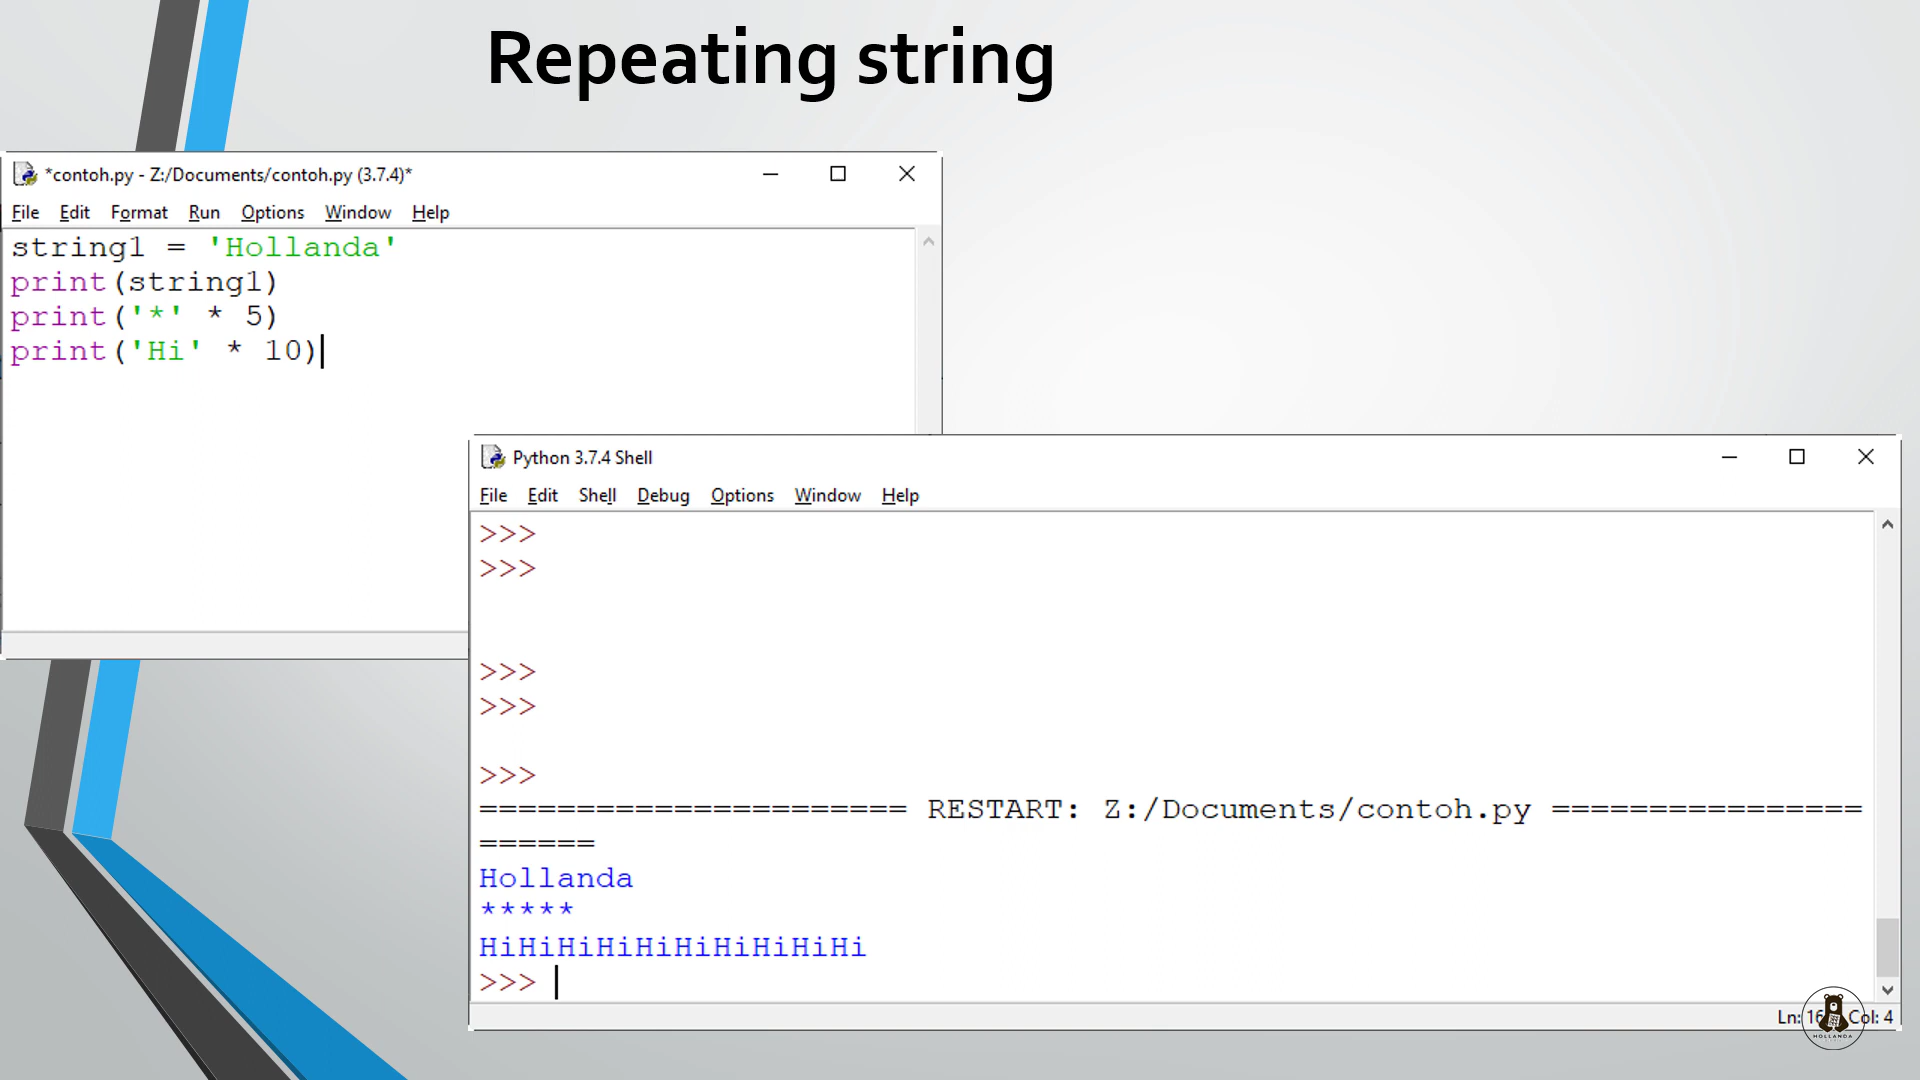 Repeating string
*contoh.py - Z:/Documents/contoh.py (3.7.4)*
File Edit Format Run Options Window Help
string1 = 'Hollanda'
print(string1)
print('*' * 5)
print('Hi' * 10)
Python 3.7.4 Shell
File Edit Shell Debug Options Window Help
>>>
>>>
>>>
>>>
>>>
====================== RESTART: Z:/Documents/contoh.py ================
======
Hollanda
*****
HiHiHiHiHiHiHiHiHiHi
>>>
Col: 4
HOLLANDA